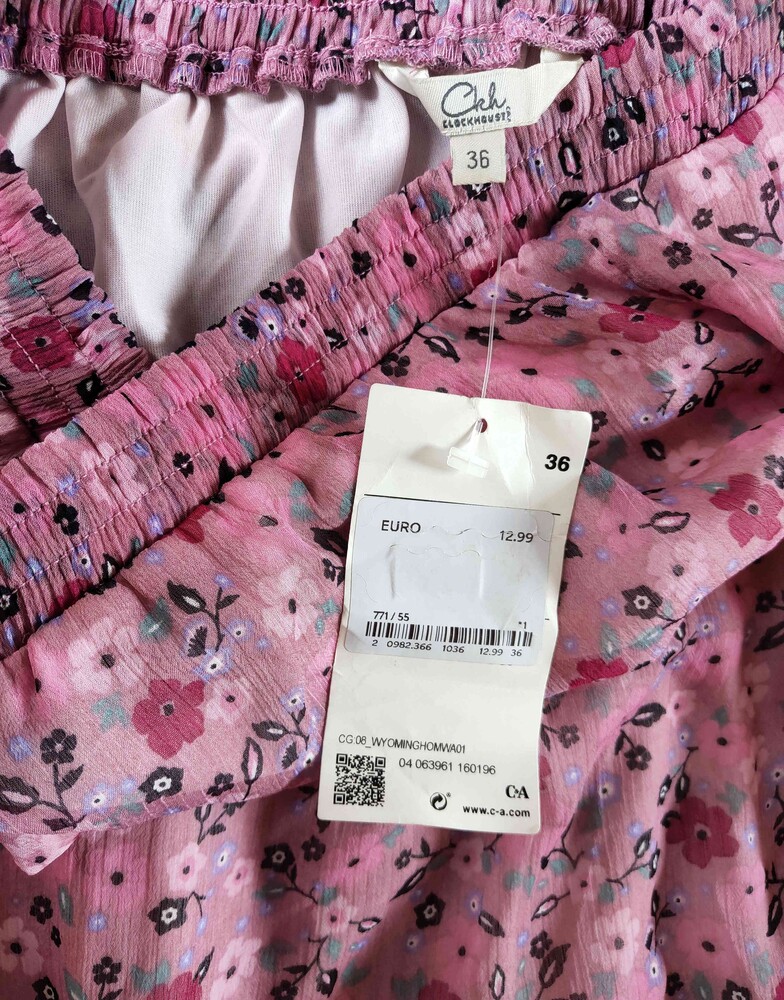 Ckh
CLOCKHOUSE
36
36
EURO 12.99
771 / 55 *1
2 0982.366 1036 12.99 36
CG:08_WYOMINGHOMWA01
04 063961 160196
C&A
www.c-a.com